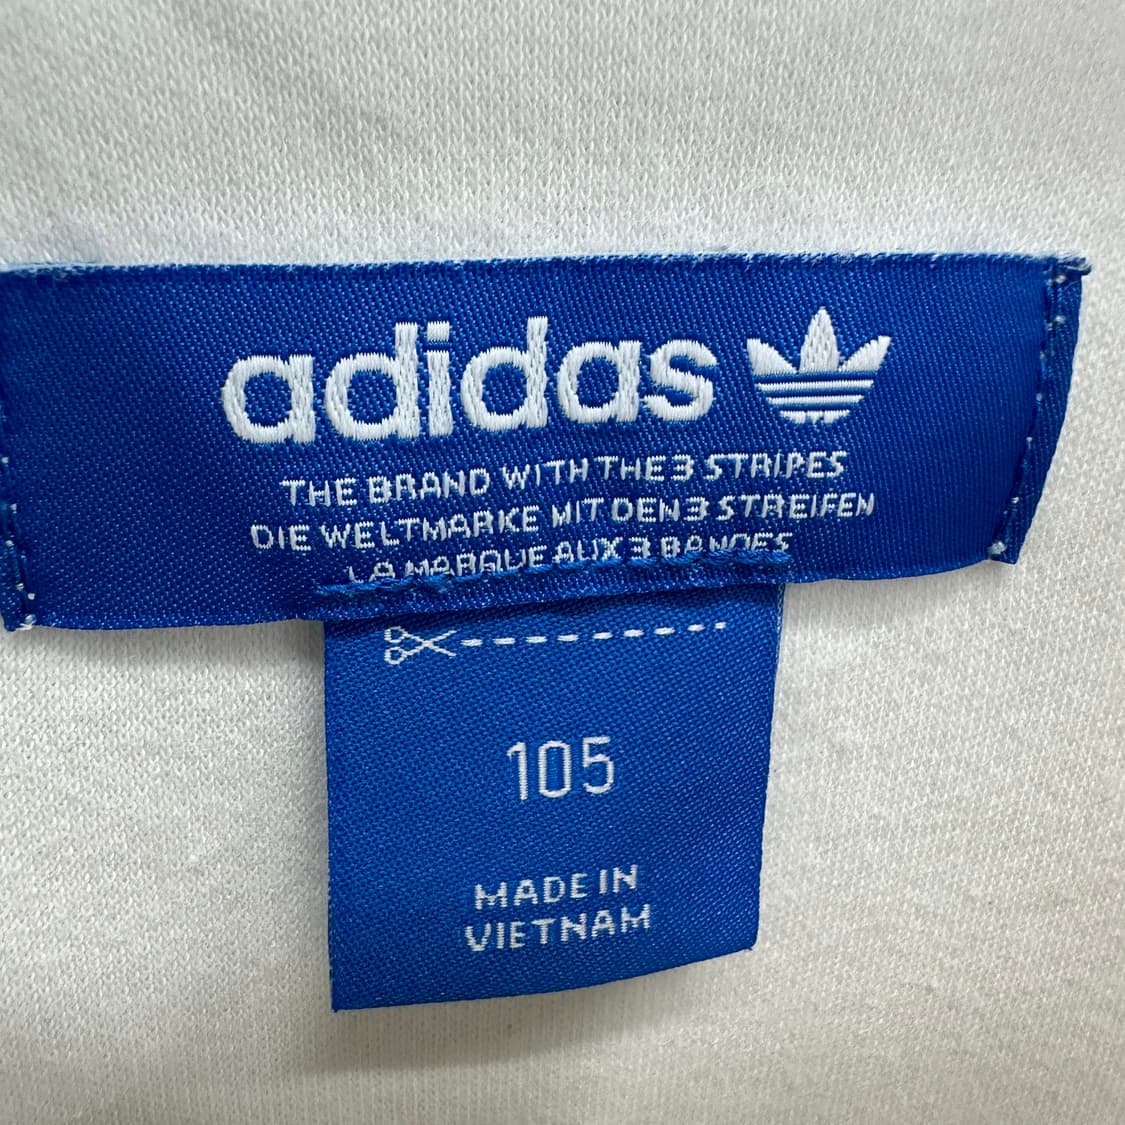 adidas
THE BRAND WITH THE 3 STRIPES
DIE WELTMARKE MIT DEN 3 STREIFEN
LA MARQUE AUX 3 BANDES
105
MADE IN
VIETNAM